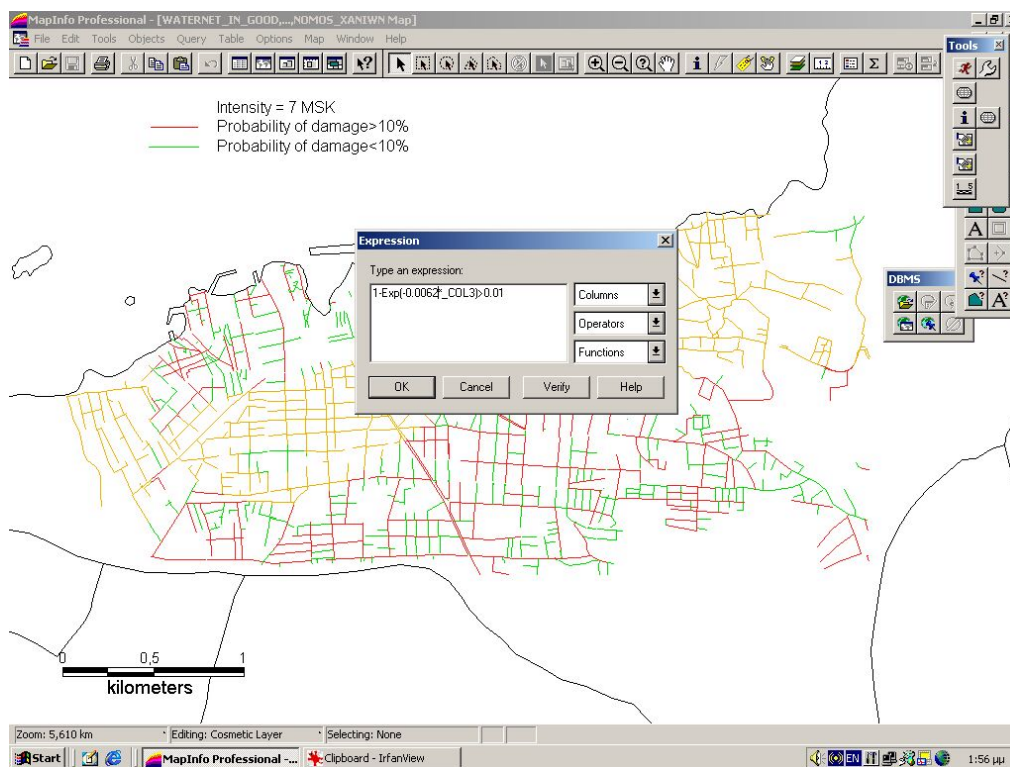 MapInfo Professional - [WATERNET_IN_GOOD,...,NOMOS_XANIWN Map]
File Edit Tools Objects Query Table Options Map Window Help
Tools
Intensity = 7 MSK
Probability of damage>10%
Probability of damage<10%
Expression
Type an expression:
1-Exp(-0.0062*_COL3)>0.01
Columns
Operators
Functions
OK Cancel Verify Help
DBMS
0 0,5 1
kilometers
Zoom: 5,610 km Editing: Cosmetic Layer Selecting: None
Start MapInfo Professional -... Clipboard - IrfanView EN 1:56 μμ